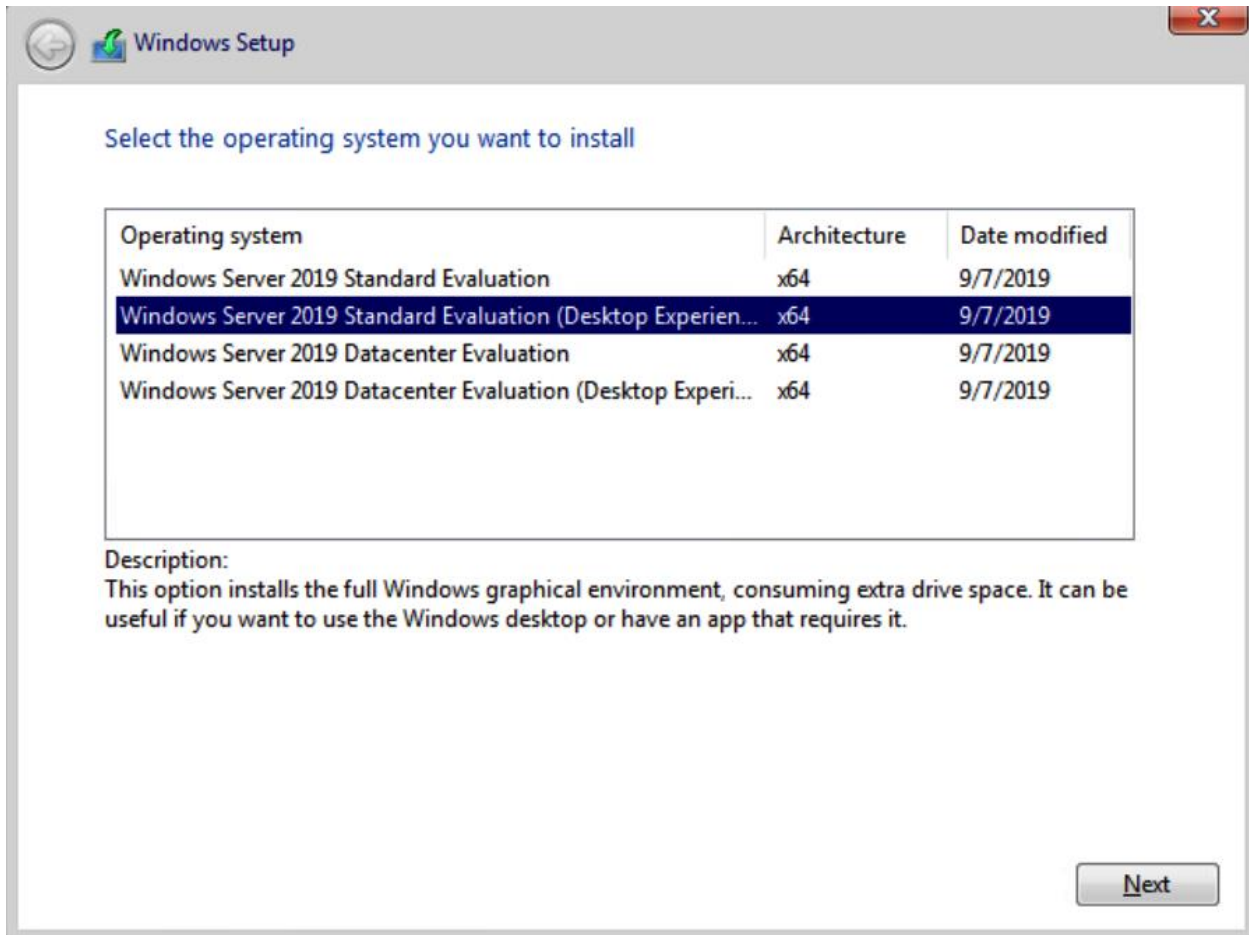 Windows Setup
Select the operating system you want to install
Operating system Architecture Date modified
Windows Server 2019 Standard Evaluation x64 9/7/2019
Windows Server 2019 Standard Evaluation (Desktop Experien... x64 9/7/2019
Windows Server 2019 Datacenter Evaluation x64 9/7/2019
Windows Server 2019 Datacenter Evaluation (Desktop Experi... x64 9/7/2019
Description:
This option installs the full Windows graphical environment, consuming extra drive space. It can be
useful if you want to use the Windows desktop or have an app that requires it.
Next